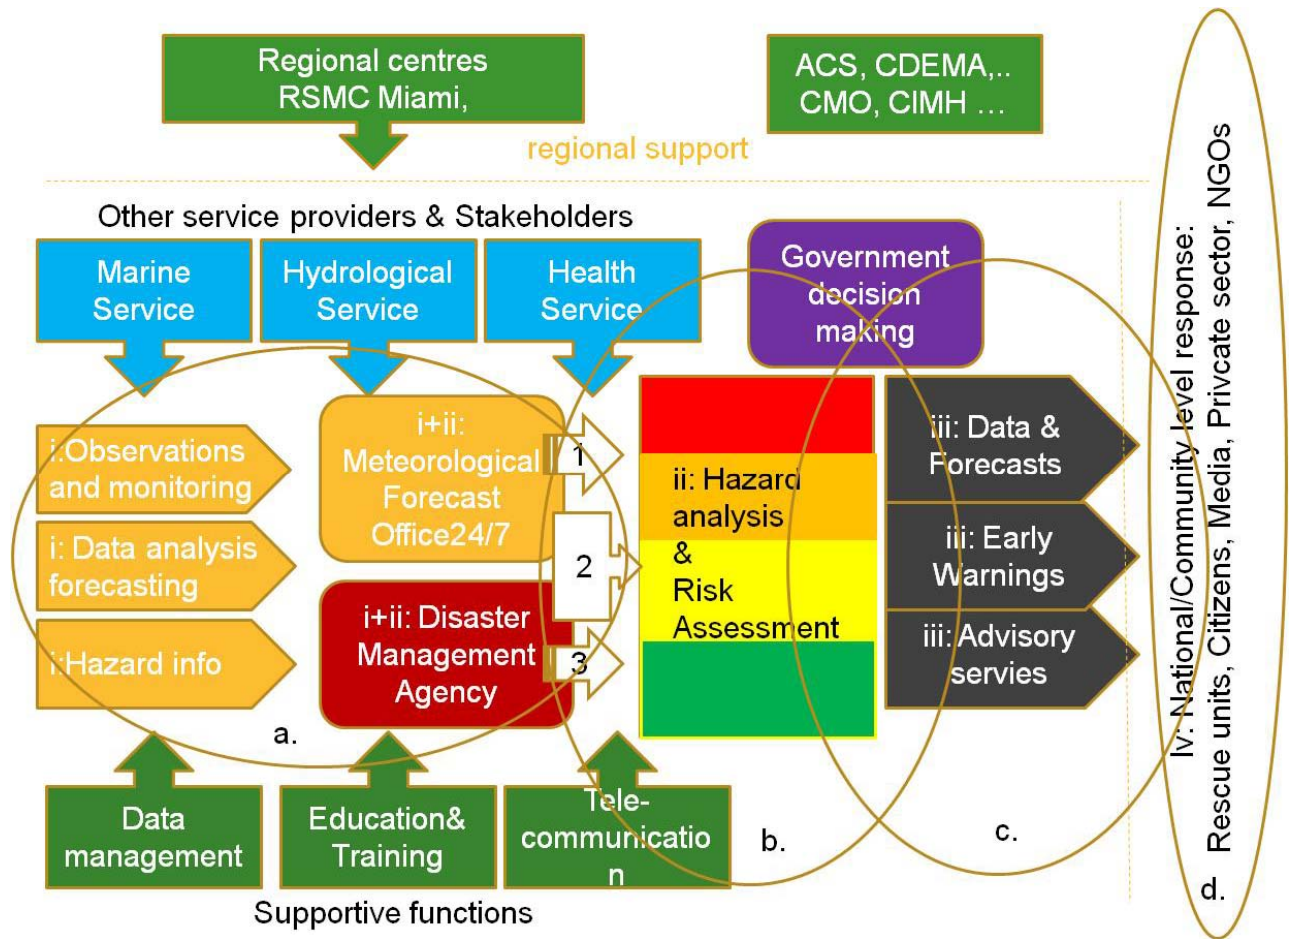 Regional centres
RSMC Miami,
ACS, CDEMA,..
CMO, CIMH ...
regional support
Other service providers & Stakeholders
Marine
Service
Hydrological
Service
Health
Service
Government
decision
making
i:Observations
and monitoring
i: Data analysis
forecasting
i:Hazard info
i+ii:
Meteorological
Forecast
Office24/7
i+ii: Disaster
Management
Agency
1
2
3
ii: Hazard
analysis
&
Risk
Assessment
iii: Data &
Forecasts
iii: Early
Warnings
iii: Advisory
servies
a.
b.
c.
d.
Iv: National/Community level response:
Rescue units, Citizens, Media, Privcate sector, NGOs
Data
management
Education&
Training
Tele-
communicatio
n
Supportive functions